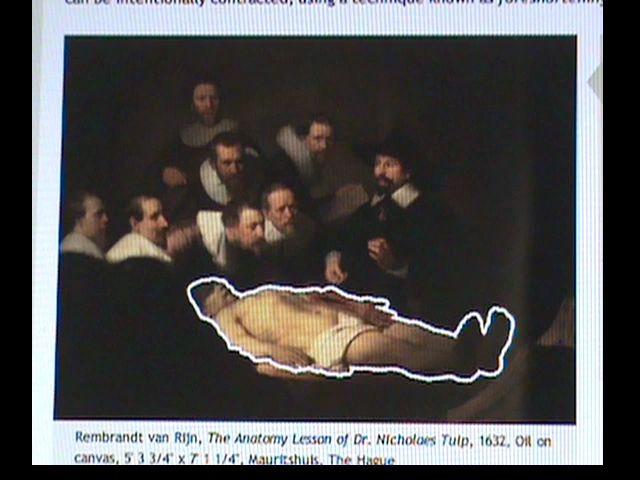 can be intentionally contracted, using a technique known as foreshortening
Rembrandt van Rijn, The Anatomy Lesson of Dr. Nicholaes Tulp, 1632, Oil on
canvas, 5' 3 3/4" x 7' 1 1/4", Mauritshuis, The Hague